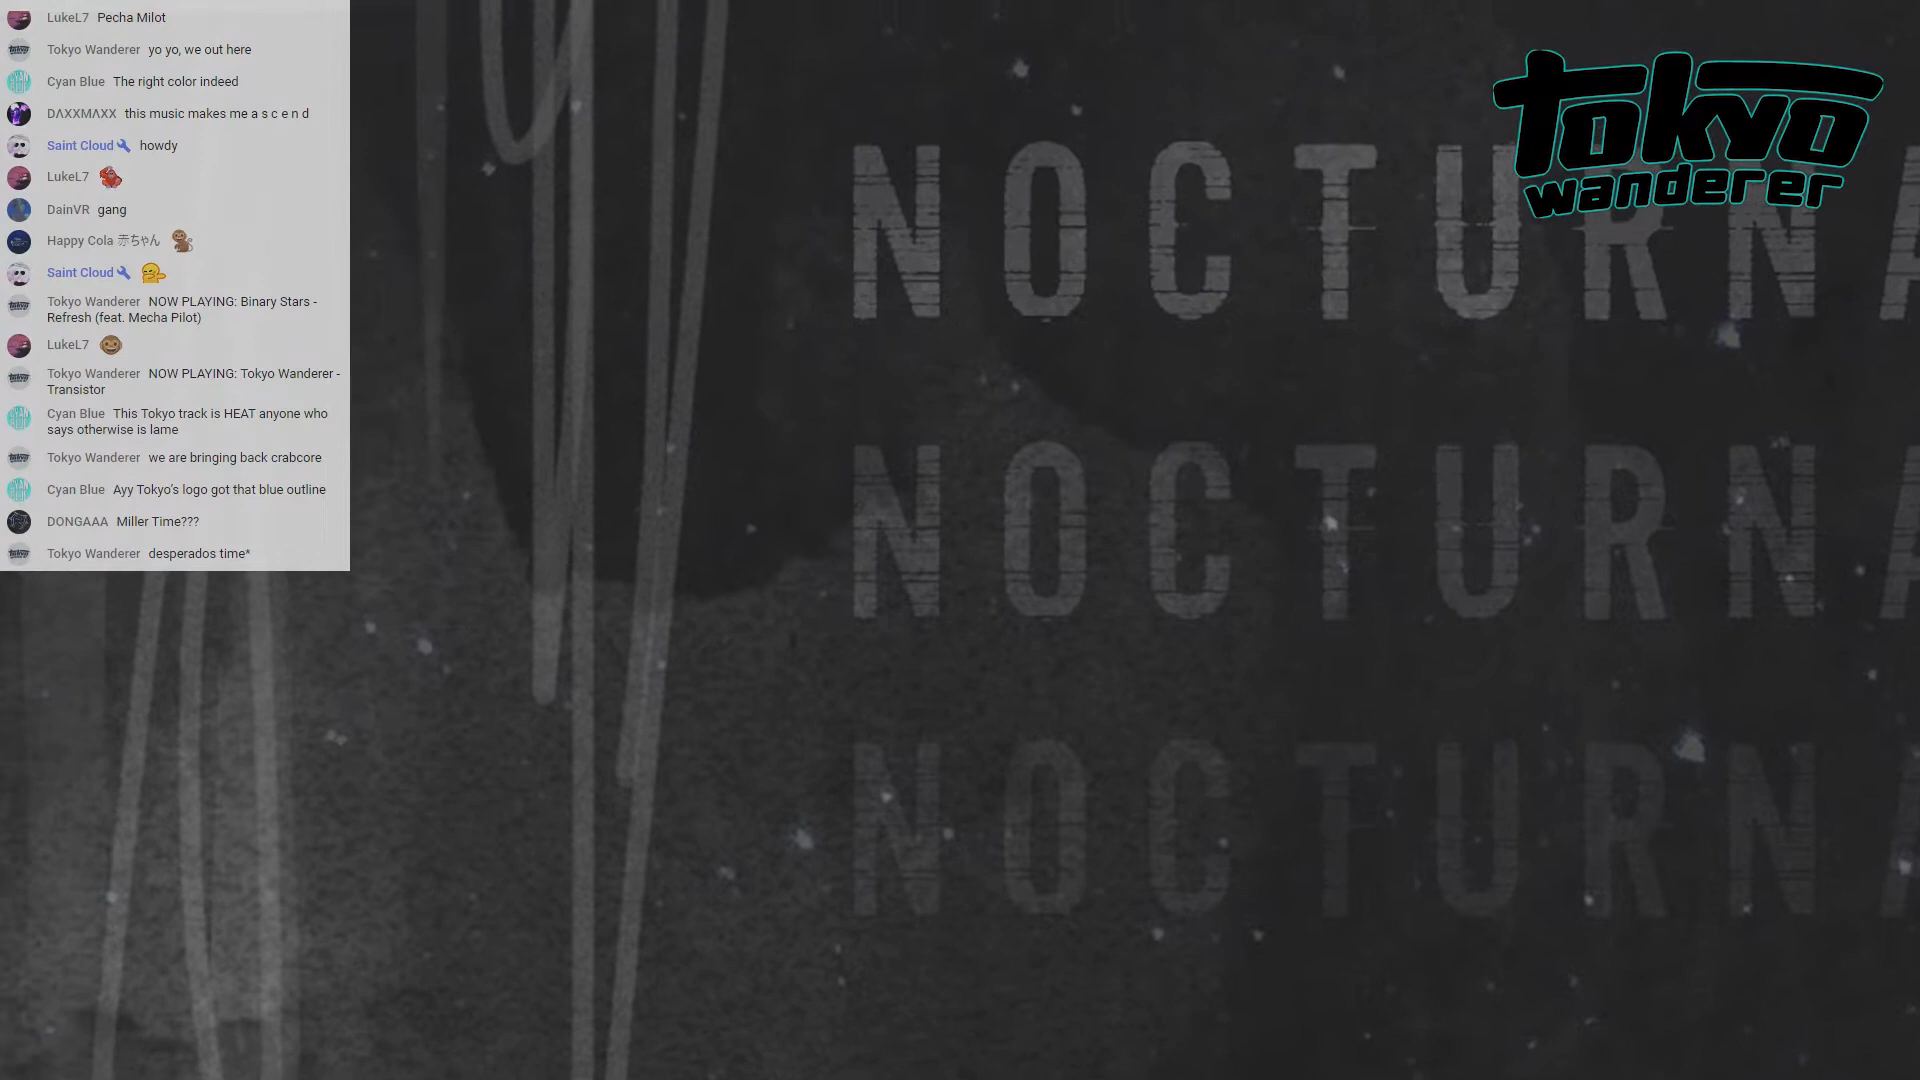 LukeL7 Pecha Milot
Tokyo Wanderer yo yo, we out here
Cyan Blue The right color indeed
DΛXXMΛXX this music makes me a s c e n d
Saint Cloud howdy
LukeL7
DainVR gang
Happy Cola 赤ちゃん
Saint Cloud
Tokyo Wanderer NOW PLAYING: Binary Stars -
Refresh (feat. Mecha Pilot)
LukeL7
Tokyo Wanderer NOW PLAYING: Tokyo Wanderer -
Transistor
Cyan Blue This Tokyo track is HEAT anyone who
says otherwise is lame
Tokyo Wanderer we are bringing back crabcore
Cyan Blue Ayy Tokyo's logo got that blue outline
DONGAAA Miller Time???
Tokyo Wanderer desperados time*
tokyo
wanderer
NOCTURNA
NOCTURNA
NOCTURNA